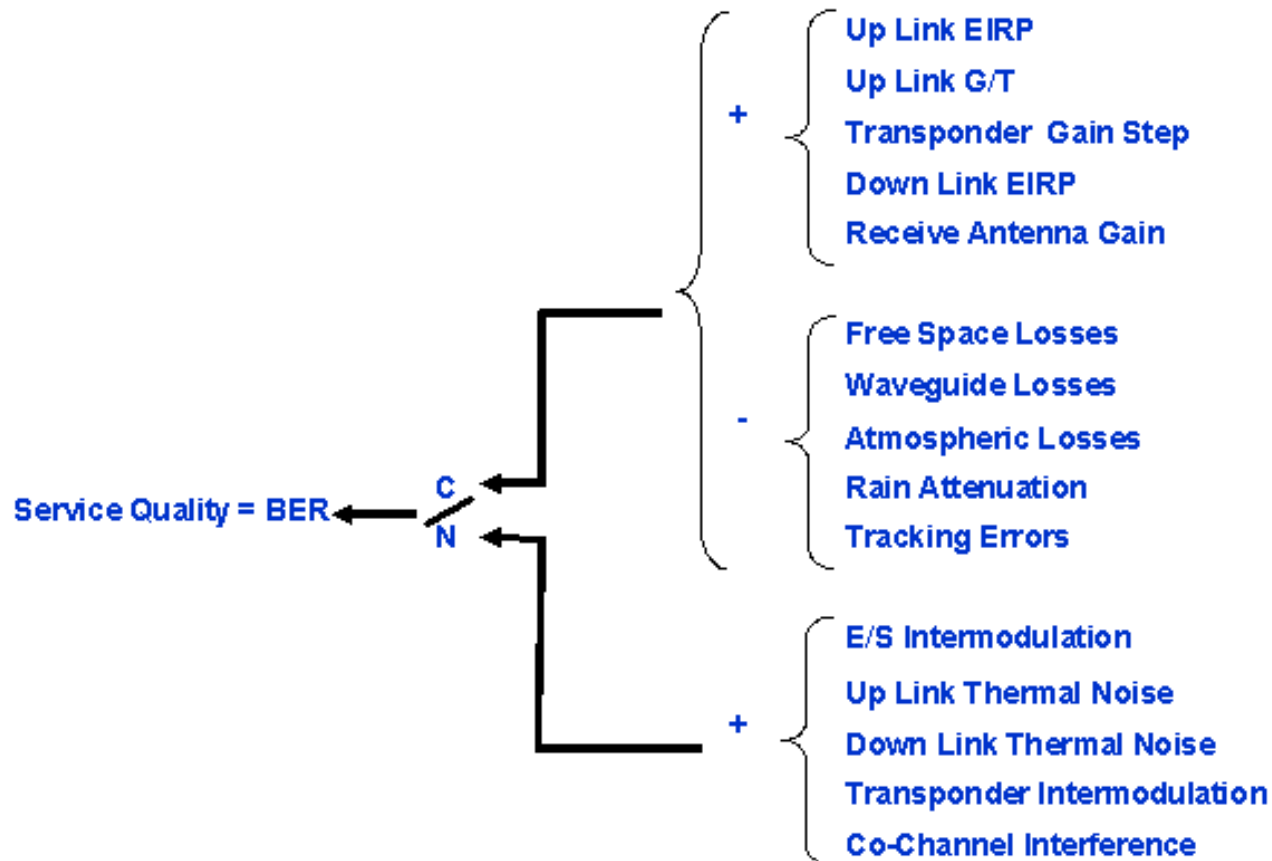 Up Link EIRP
Up Link G/T
+
Transponder Gain Step
Down Link EIRP
Receive Antenna Gain
Free Space Losses
Waveguide Losses
-
Atmospheric Losses
Rain Attenuation
Tracking Errors
Service Quality = BER
C
/
N
E/S Intermodulation
Up Link Thermal Noise
+
Down Link Thermal Noise
Transponder Intermodulation
Co-Channel Interference